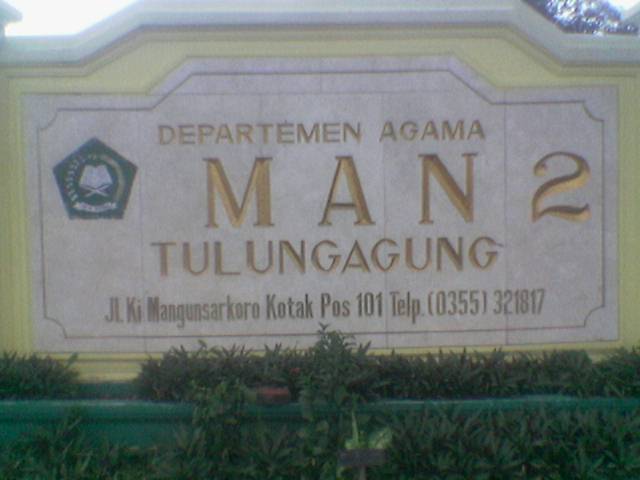 DEPARTEMEN AGAMA
MAN 2
TULUNGAGUNG
Jl. Ki Mangunsarkoro Kotak Pos 101 Telp. (0355) 321817